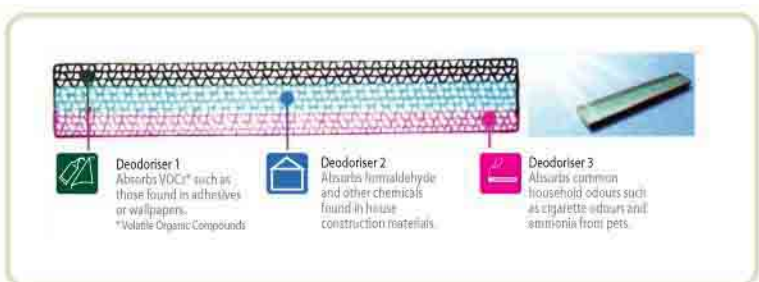 Deodoriser 1
Absorbs VOCs* such as
those found in adhesives
or wallpapers.
* Volatile Organic Compounds
Deodoriser 2
Absorbs formaldehyde
and other chemicals
found in house
construction materials.
Deodoriser 3
Absorbs common
household odours such
as cigarette odours and
ammonia from pets.